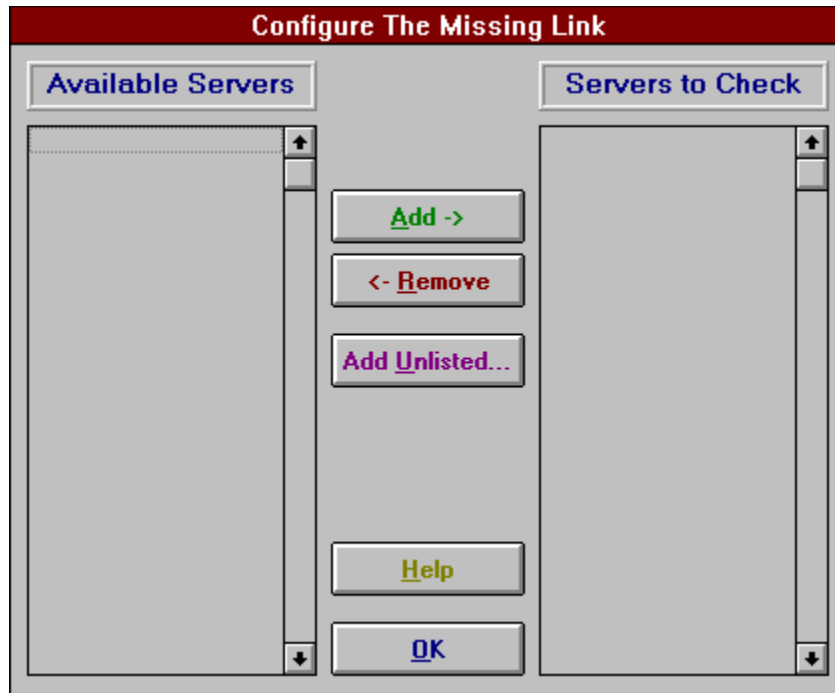 Configure The Missing Link
Available Servers
Servers to Check
Add ->
<- Remove
Add Unlisted...
Help
OK